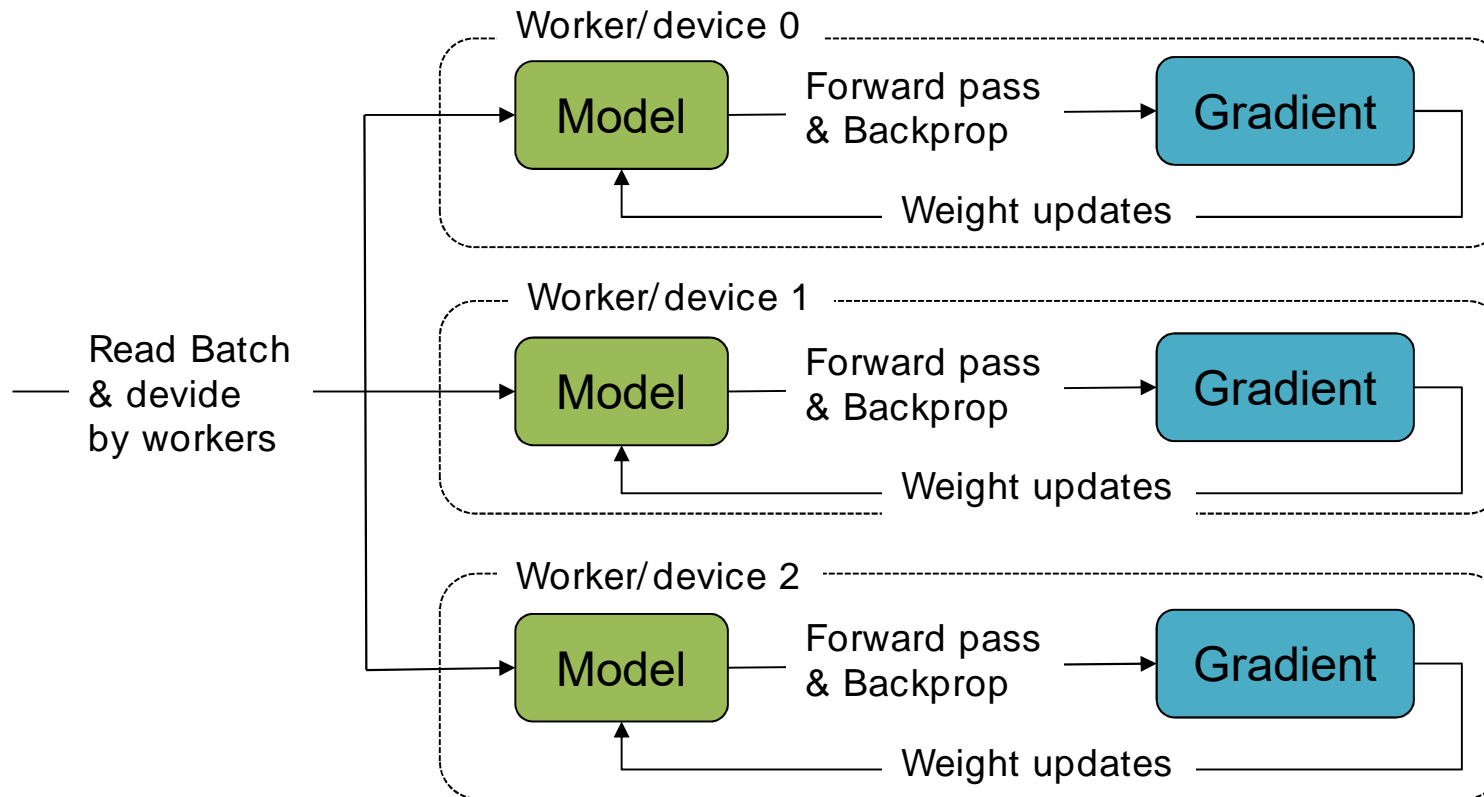 Worker/device 0
Model
Forward pass
& Backprop
Gradient
Weight updates
Worker/device 1
Read Batch
& devide
by workers
Model
Forward pass
& Backprop
Gradient
Weight updates
Worker/device 2
Model
Forward pass
& Backprop
Gradient
Weight updates